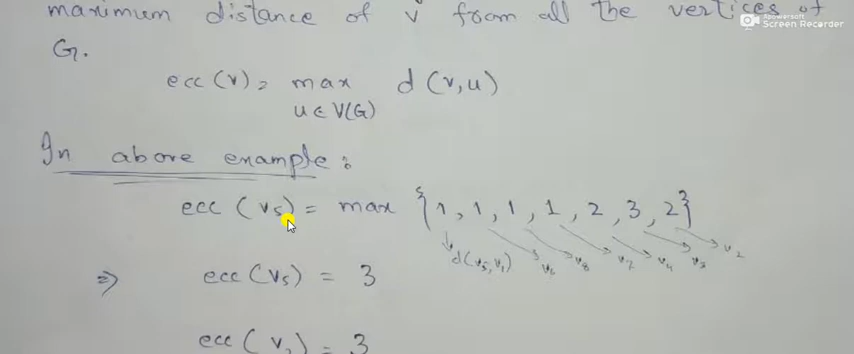 maximum distance of v from all the vertices of
G.
ecc (v) = max d (v,u)
u ∈ V(G)
In above example:
ecc (v5) = max {1, 1, 1, 1, 2, 3, 2}
d(v5,v1) v6 v8 v7 v4 v3 v2
⇒ ecc (v5) = 3
ecc ( ) = 3
Apowersoft
Screen Recorder